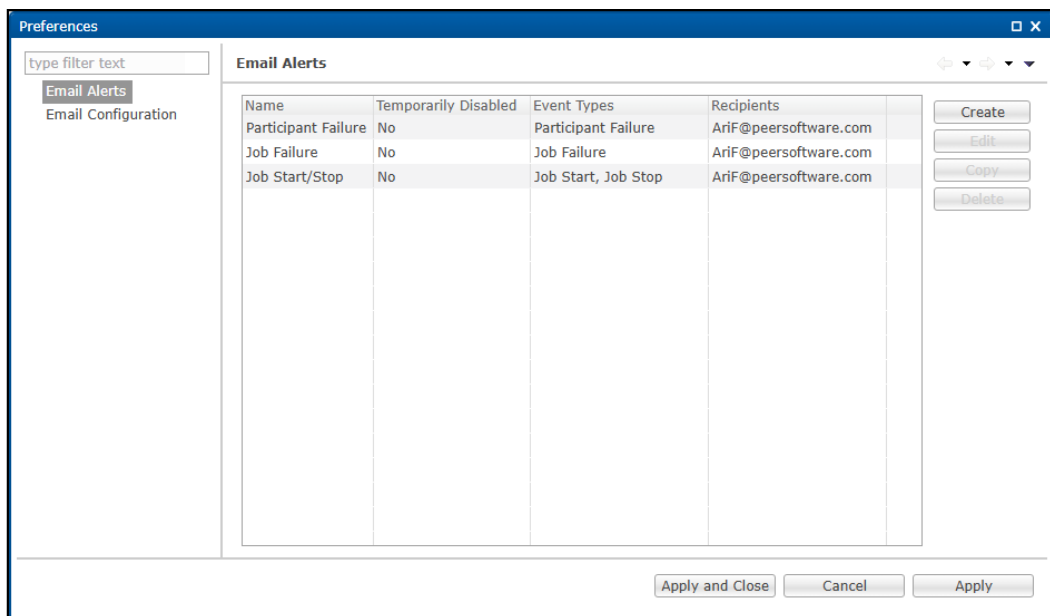 Preferences
type filter text
Email Alerts
Email Configuration
Email Alerts
Name Temporarily Disabled Event Types Recipients
Participant Failure No Participant Failure AriF@peersoftware.com
Job Failure No Job Failure AriF@peersoftware.com
Job Start/Stop No Job Start, Job Stop AriF@peersoftware.com
Create
Edit
Copy
Delete
Apply and Close Cancel Apply